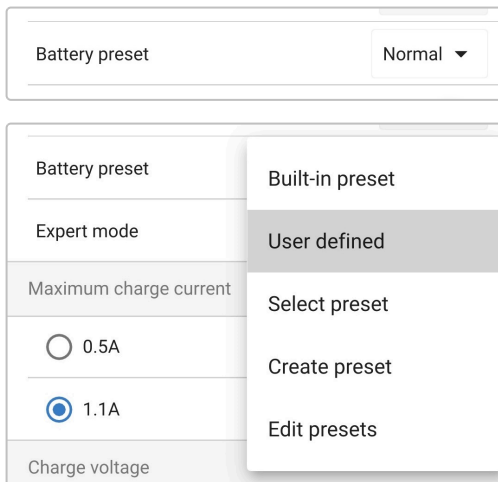 Battery preset
Normal
Battery preset
Built-in preset
Expert mode
User defined
Maximum charge current
Select preset
0.5A
Create preset
1.1A
Edit presets
Charge voltage